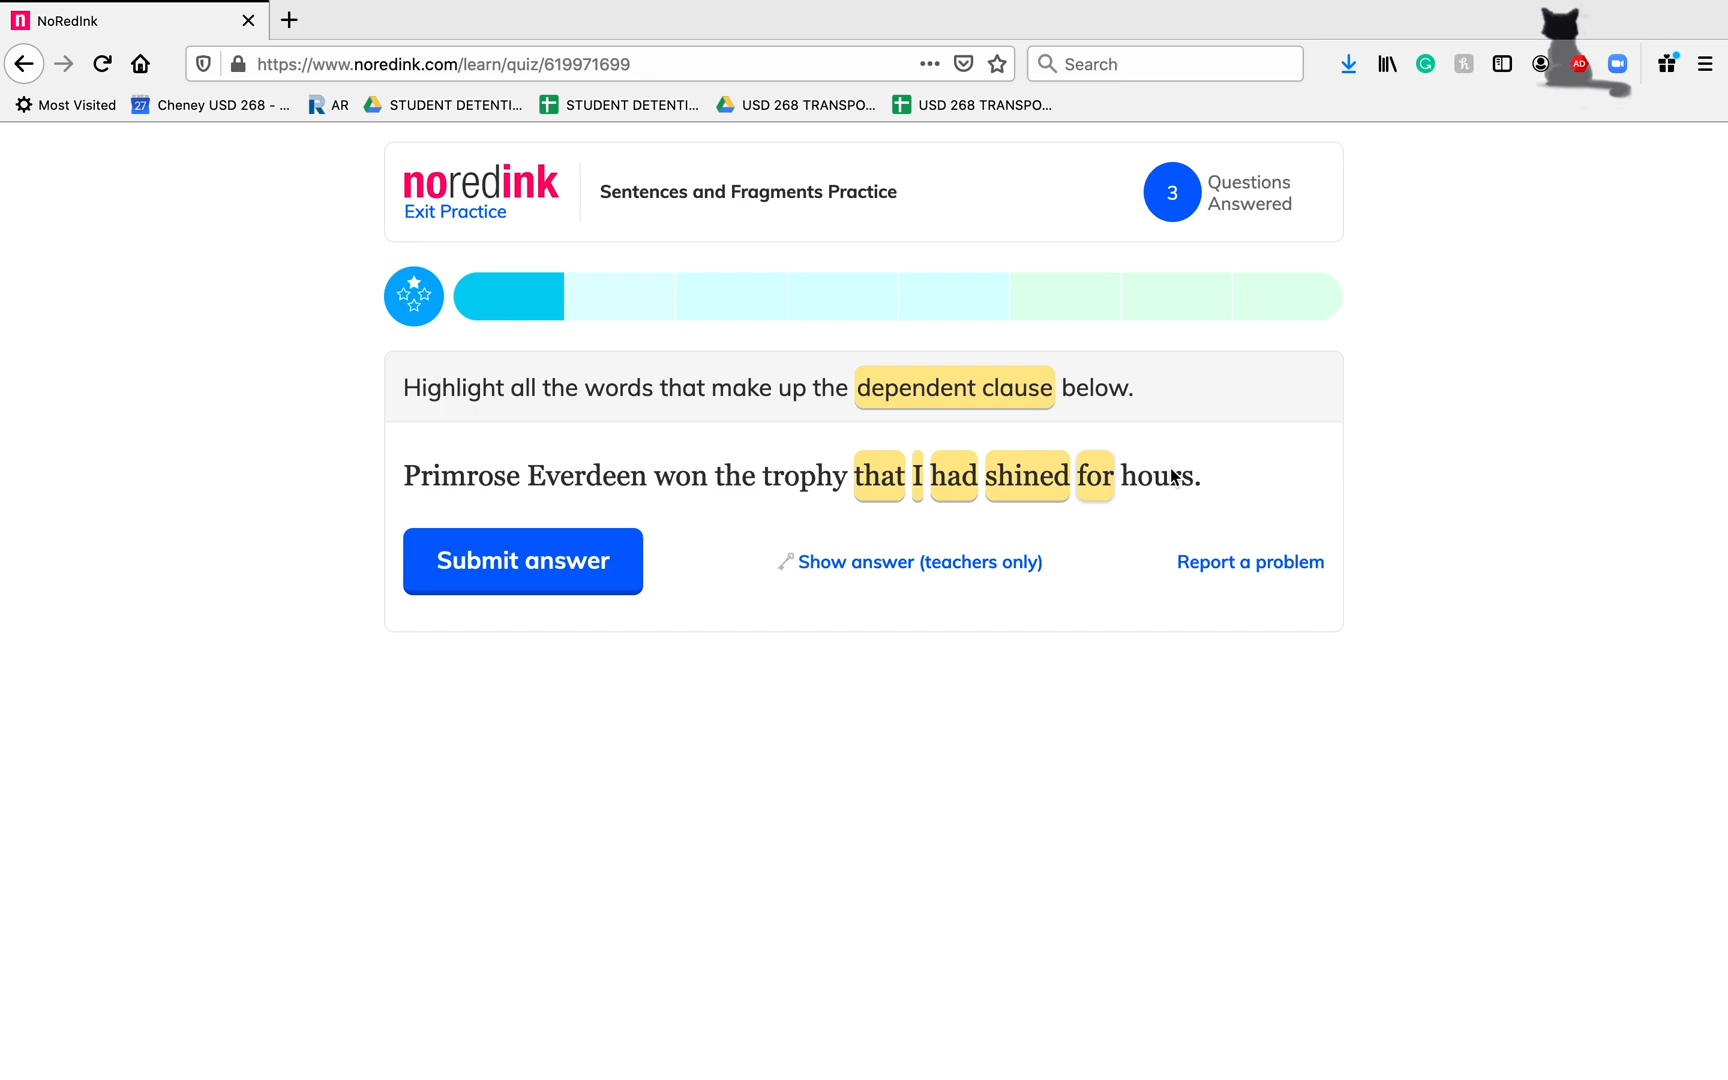 n NoRedInk
https://www.noredink.com/learn/quiz/619971699 Search
Most Visited 27 Cheney USD 268 - ... AR STUDENT DETENTI... STUDENT DETENTI... USD 268 TRANSPO... USD 268 TRANSPO...
noredink
Exit Practice
Sentences and Fragments Practice
3
Questions
Answered
Highlight all the words that make up the dependent clause below.
Primrose Everdeen won the trophy that I had shined for hours.
Submit answer Show answer (teachers only) Report a problem